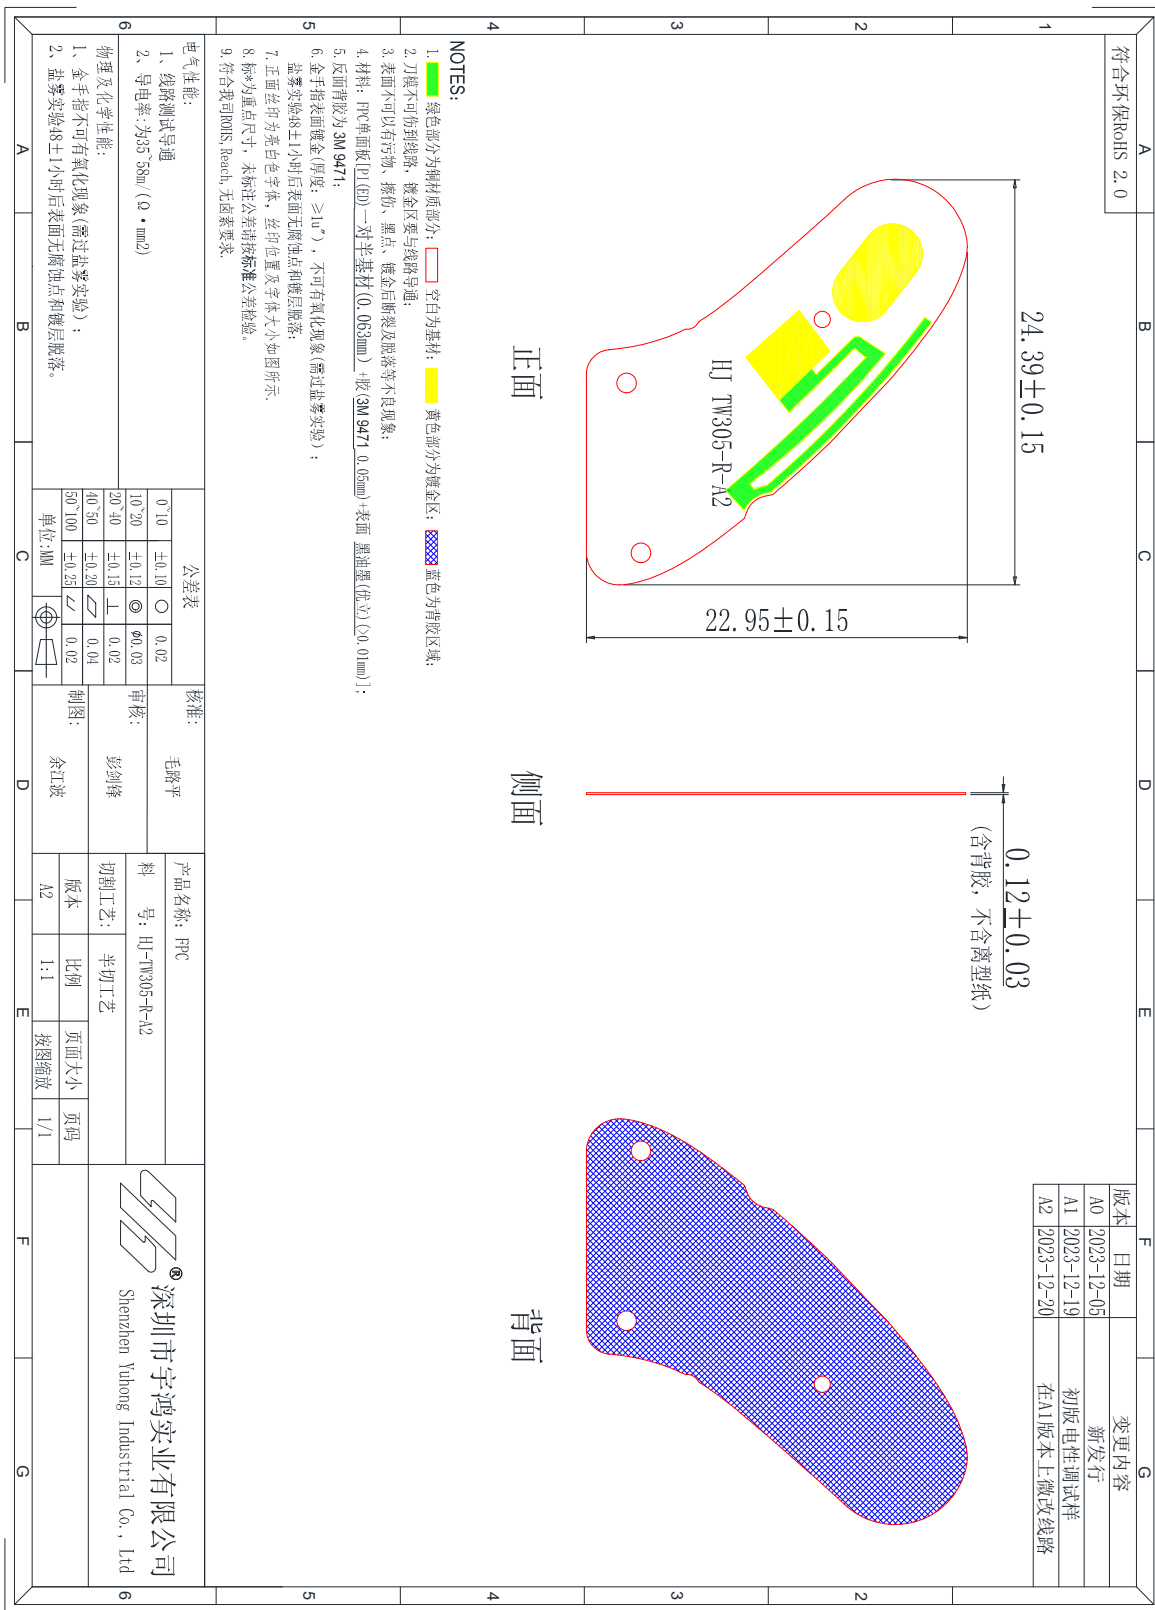 符合环保RoHS 2.0
版本 日期 变更内容
A0 2023-12-05 新发行
A1 2023-12-19 初版电性调试样
A2 2023-12-20 在A1版本上微改线路
24.39±0.15
22.95±0.15
HJ TW305-R-A2
0.12±0.03
(含背胶，不含离型纸)
正面
侧面
背面
NOTES:
1. 绿色部分为铜材质部分; 空白为基材; 黄色部分为镀金区; 蓝色为背胶区域;
2. 刀模不可伤到线路，镀金区要与线路导通;
3. 表面不可以有污物、擦伤、黑点、镀金后断裂及脱落等不良现象;
4. 材料: FPC单面板[PI(ED)一对半基材(0.063mm)+胶(3M 9471 0.05mm)+表面 黑油墨(优立)(>0.01mm)];
5. 反面背胶为3M 9471;
6. 金手指表面镀金(厚度: ≥1u")，不可有氧化现象(需过盐雾实验);
盐雾实验48±1小时后表面无腐蚀点和镀层脱落;
7. 正面丝印为亮白色字体，丝印位置及字体大小如图所示.
8. 标*为重点尺寸，未标注公差请按标准公差检验。
9. 符合我司ROHS, Reach, 无卤素要求.
电气性能:
1、线路测试导通
2、导电率:为35~58m/(Ω·mm2)
物理及化学性能:
1、金手指不可有氧化现象(需过盐雾实验);
2、盐雾实验48±1小时后表面无腐蚀点和镀层脱落。
公差表
0~10 ±0.10 ○ 0.02
10~20 ±0.12 ◎ Φ0.03
20~40 ±0.15 ⊥ 0.02
40~50 ±0.20 ▱ 0.04
50~100 ±0.25 // 0.02
单位:MM
核准: 毛路平
审核: 彭剑锋
制图: 余江波
产品名称: FPC
料 号: HJ-TW305-R-A2
切割工艺: 半切工艺
版本 比例 页面大小 页码
A2 1:1 按图缩放 1/1
® 深圳市宇鸿实业有限公司
Shenzhen Yuhong Industrial Co., Ltd
A B C D E F G
A B C D E F G
1 2 3 4 5 6
2 3 4 5 6